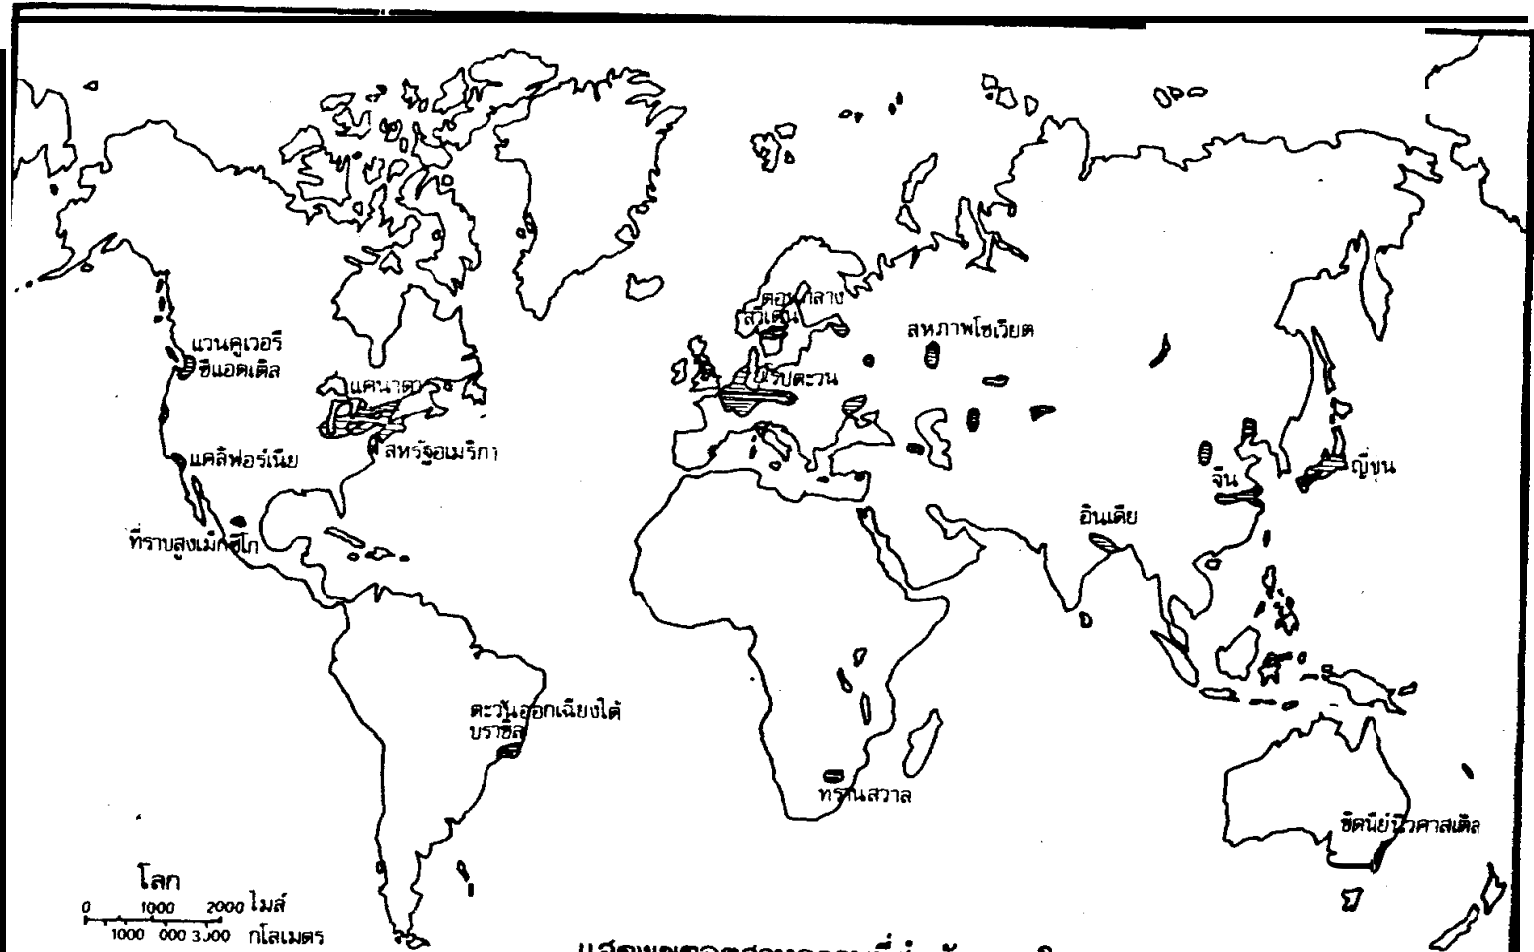 ตอนกลาง
สวีเดน
สหภาพโซเวียต
แวนคูเวอร์
ซีแอตเติล
แคนาดา
ยุโรปตะวัน
แคลิฟอร์เนีย
สหรัฐอเมริกา
ญี่ปุ่น
จีน
อินเดีย
ที่ราบสูงเม็กซิโก
ตะวันออกเฉียงใต้
บราซิล
ทรานสวาล
ซิดนีย์นิวคาสเติล
โลก
0 1000 2000 ไมล์
1000 000 3000 กโลเมตร